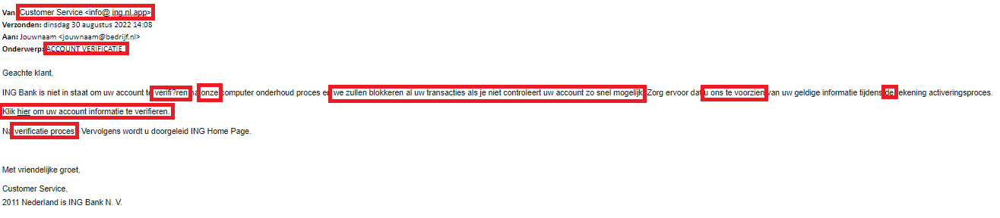 Van: Customer Service <info@ ing.nl.app>
Verzonden: dinsdag 30 augustus 2022 14:08
Aan: Jouwnaam <jouwnaam@bedrijf.nl>
Onderwerp: ACCOUNT VERIFICATIE
Geachte klant,
ING Bank is niet in staat om uw account te verifi?ren na onze computer onderhoud proces en we zullen blokkeren al uw transacties als je niet controleert uw account zo snel mogelijk. Zorg ervoor dat u ons te voorzien van uw geldige informatie tijdens de rekening activeringsproces.
Klik hier om uw account informatie te verifieren.
Na verificatie proces? Vervolgens wordt u doorgeleid ING Home Page.
Met vriendelijke groet,
Customer Service,
2011 Nederland is ING Bank N. V.